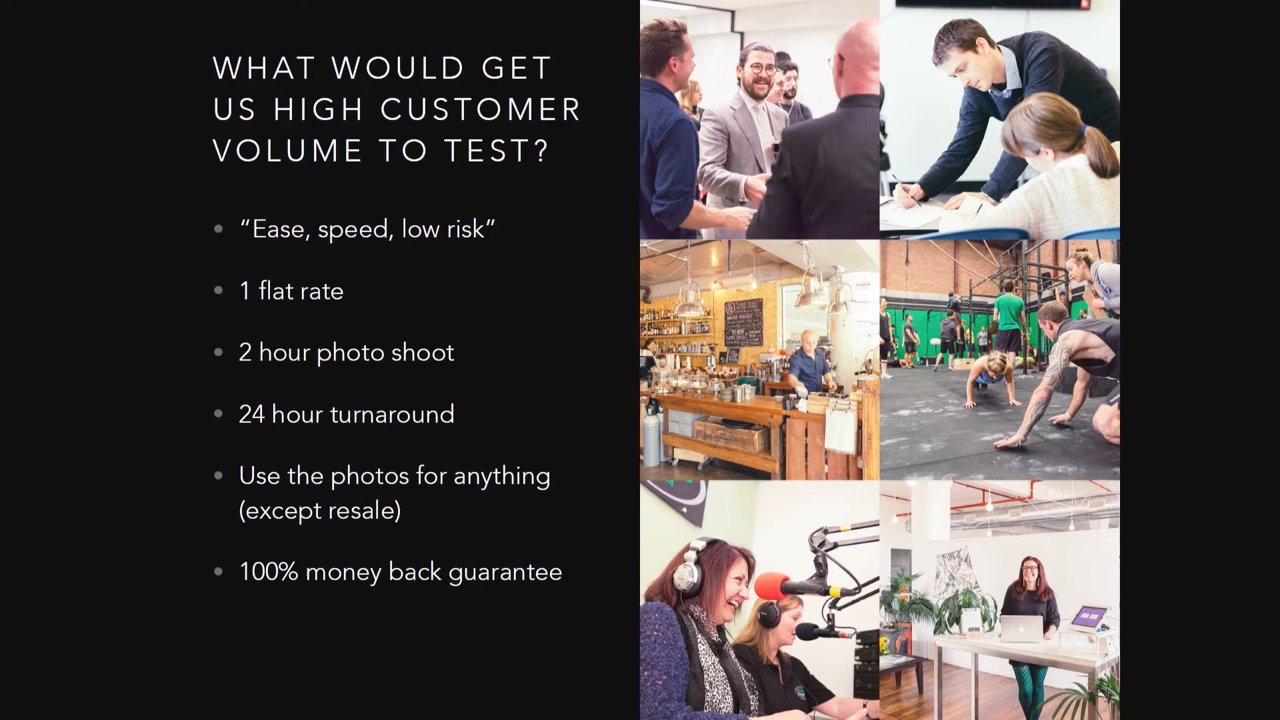 WHAT WOULD GET
US HIGH CUSTOMER
VOLUME TO TEST?
“Ease, speed, low risk”
1 flat rate
2 hour photo shoot
24 hour turnaround
Use the photos for anything
(except resale)
100% money back guarantee